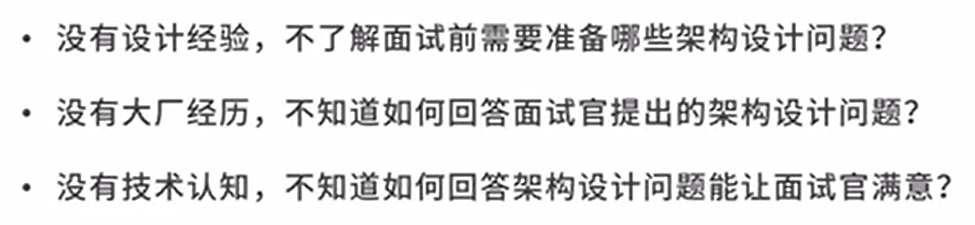 • 没有设计经验，不了解面试前需要准备哪些架构设计问题？
• 没有大厂经历，不知道如何回答面试官提出的架构设计问题？
• 没有技术认知，不知道如何回答架构设计问题能让面试官满意？